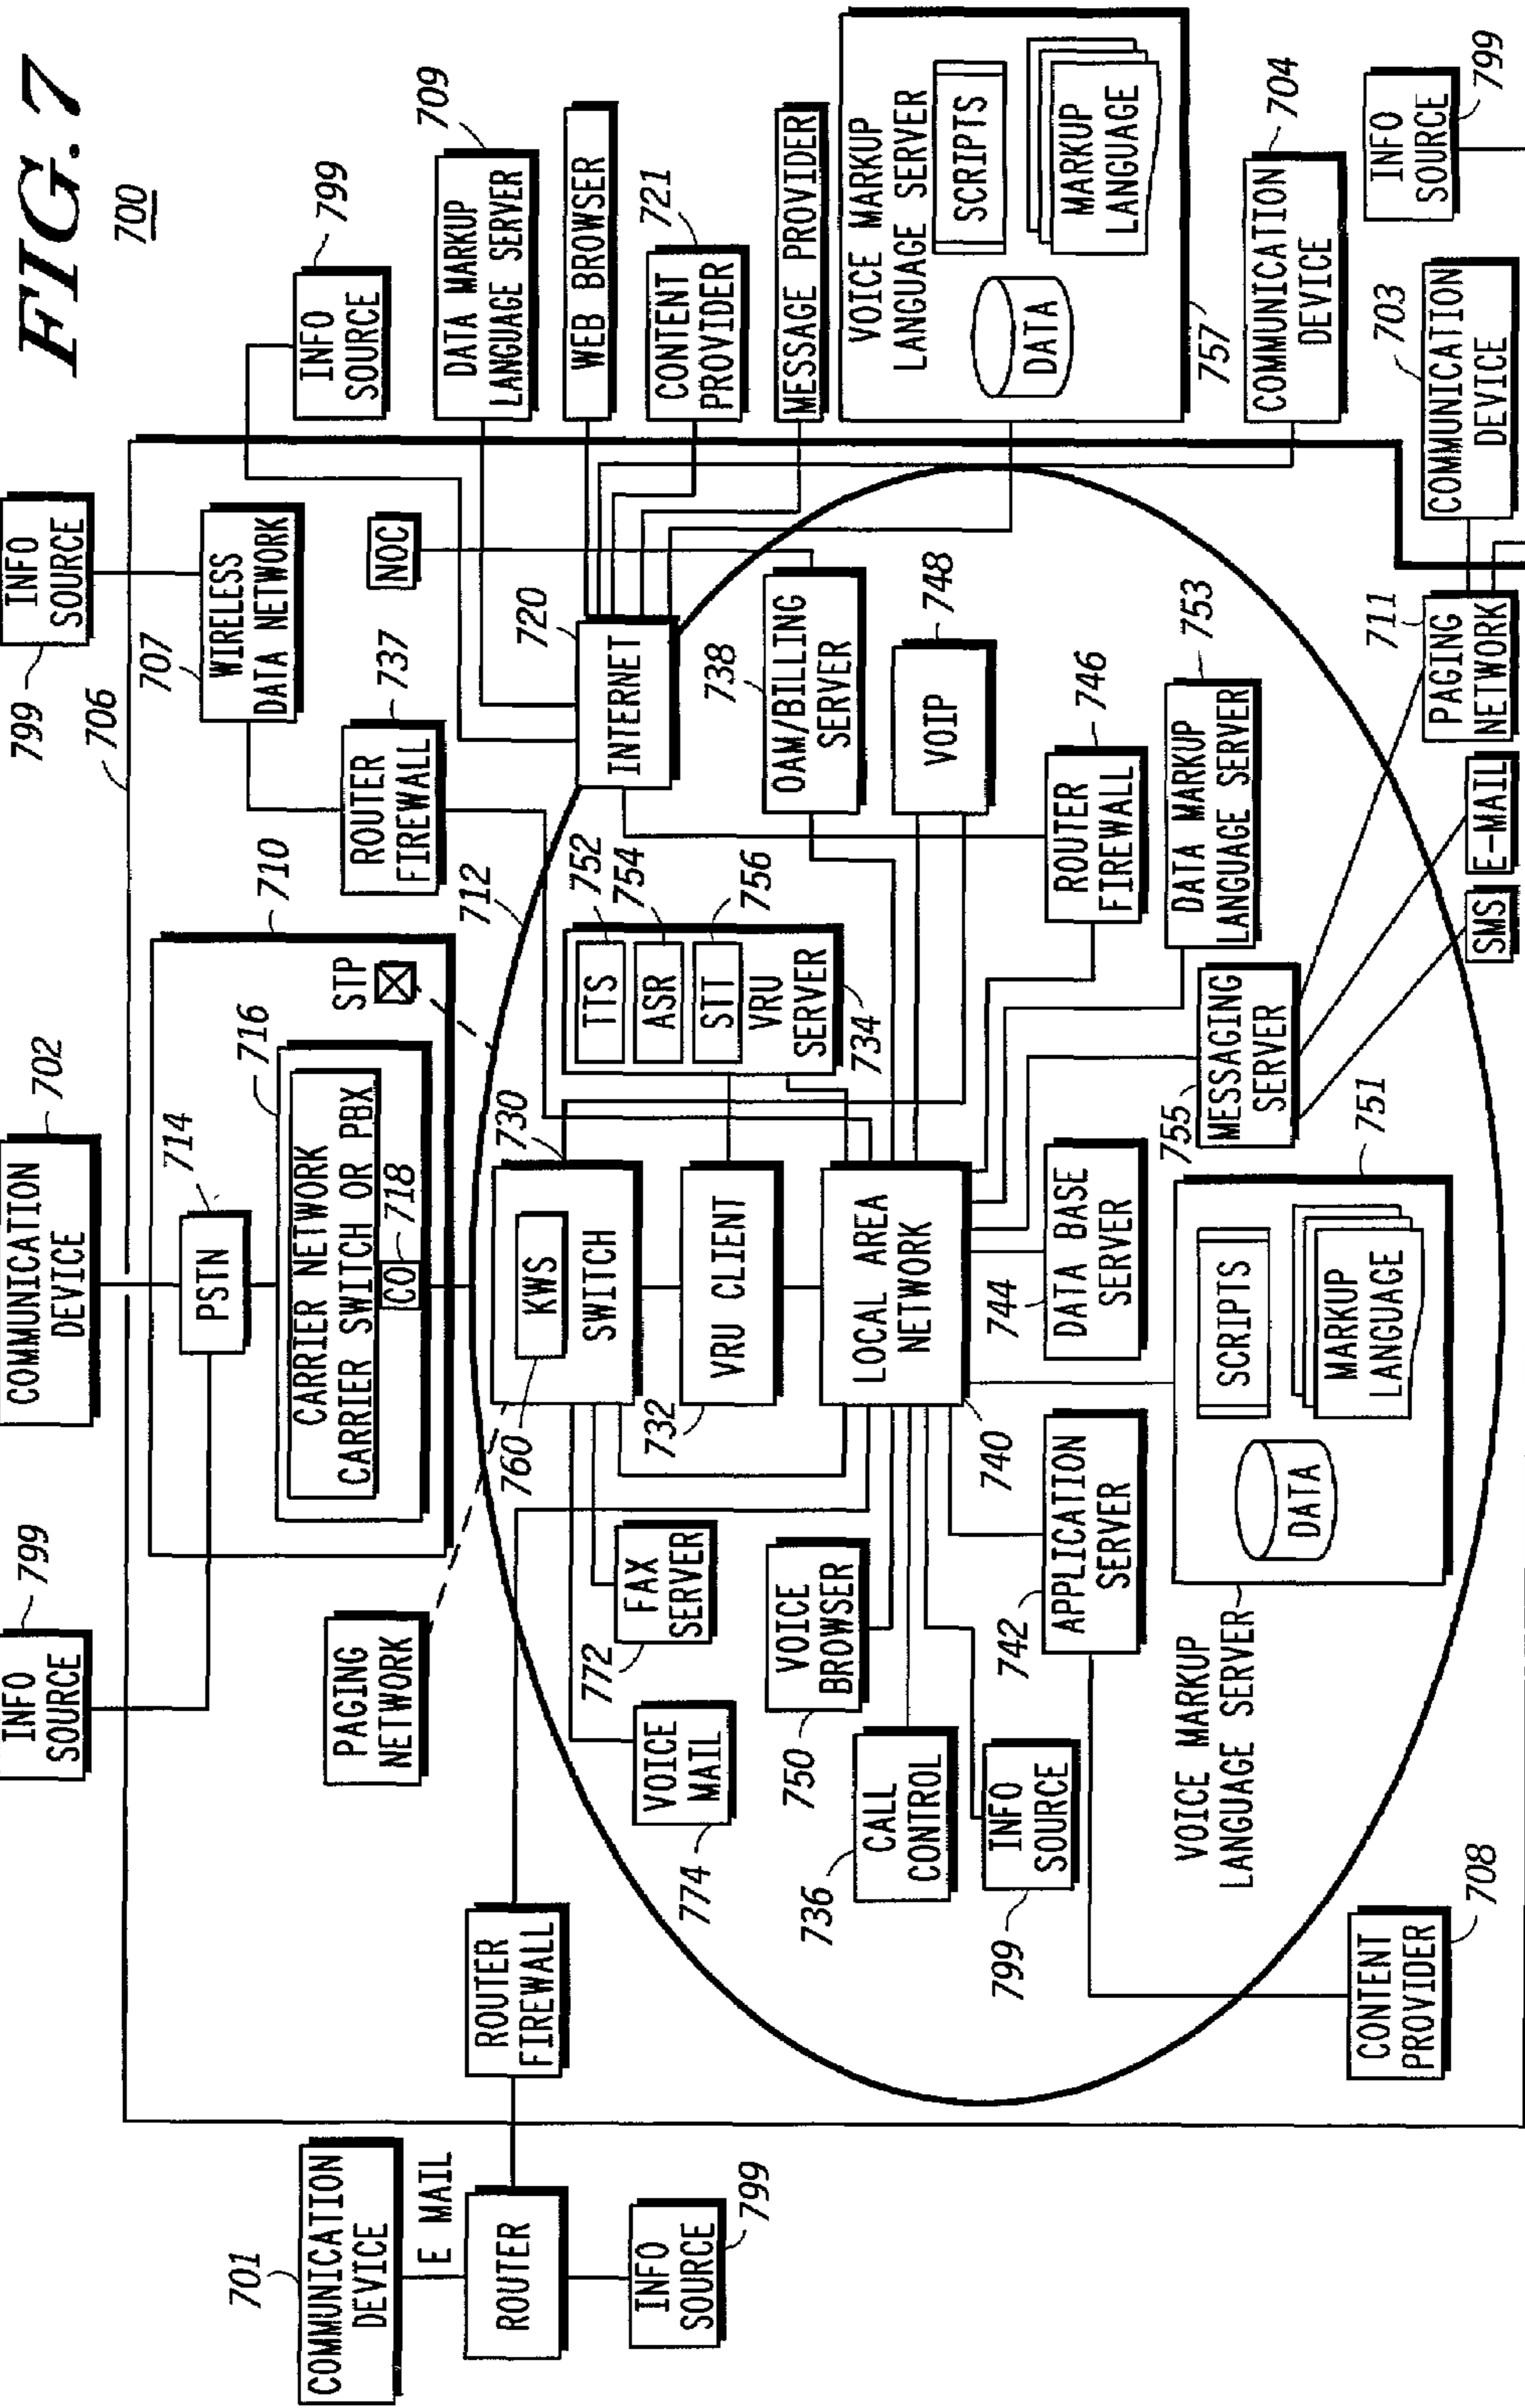 FIG. 7
700
INFO
SOURCE
799
COMMUNICATION
DEVICE
702
INFO
SOURCE
799
706
714
PSTN
716
CARRIER NETWORK
CARRIER SWITCH OR PBX
CO
718
STP
710
707
WIRELESS
DATA NETWORK
737
ROUTER
FIREWALL
NOC
INFO
SOURCE
799
DATA MARKUP
LANGUAGE SERVER
709
WEB BROWSER
CONTENT
PROVIDER
721
MESSAGE PROVIDER
VOICE MARKUP
LANGUAGE SERVER
SCRIPTS
DATA
MARKUP
LANGUAGE
757
COMMUNICATION
DEVICE
704
INFO
SOURCE
799
703
COMMUNICATION
DEVICE
701
COMMUNICATION
DEVICE
E MAIL
ROUTER
INFO
SOURCE
799
ROUTER
FIREWALL
PAGING
NETWORK
712
INTERNET
720
760
KWS
SWITCH
730
TTS
752
ASR
754
STT
756
VRU
SERVER
734
732
VRU CLIENT
VOICE
MAIL
774
FAX
SERVER
772
738
OAM/BILLING
SERVER
VOIP
748
VOICE
BROWSER
750
LOCAL AREA
NETWORK
740
CALL
CONTROL
736
INFO
SOURCE
799
742
APPLICATION
SERVER
744
DATA BASE
SERVER
ROUTER
FIREWALL
746
DATA MARKUP
LANGUAGE SERVER
753
755
MESSAGING
SERVER
VOICE MARKUP
LANGUAGE SERVER
SCRIPTS
DATA
MARKUP
LANGUAGE
751
CONTENT
PROVIDER
708
711
PAGING
NETWORK
SMS
E-MAIL